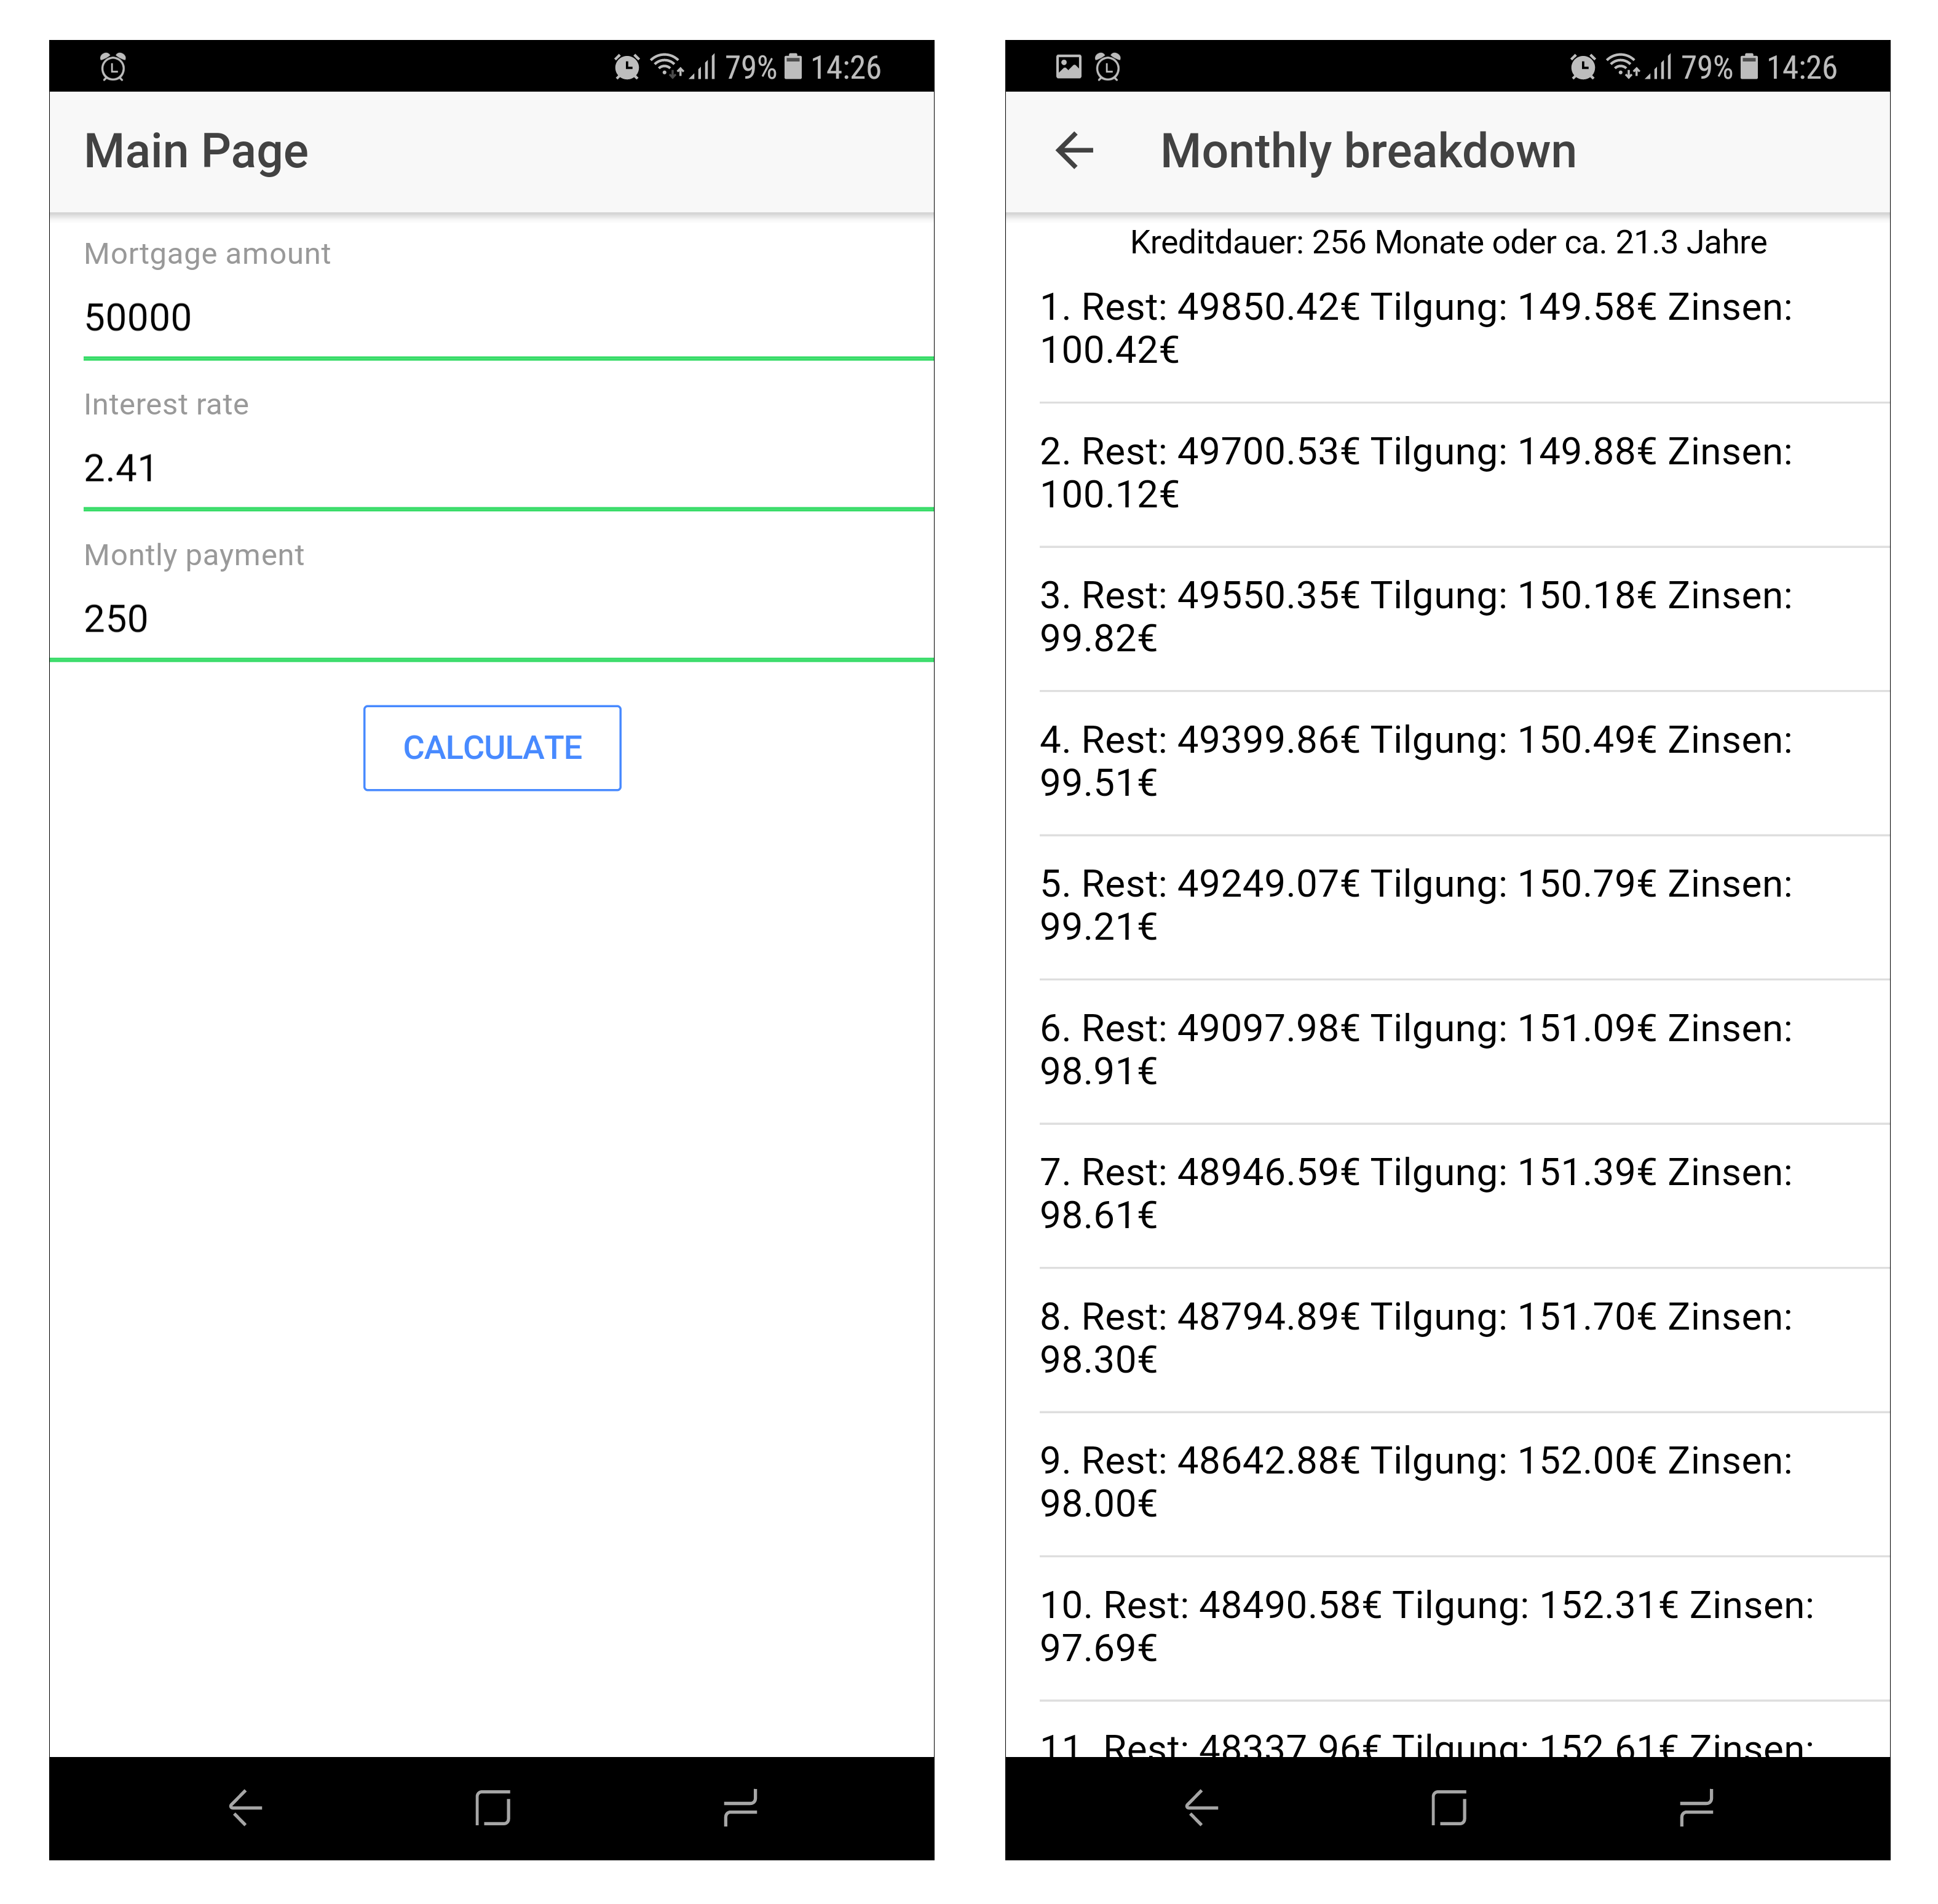 79% 14:26
Main Page
Mortgage amount
50000
Interest rate
2.41
Montly payment
250
CALCULATE
79% 14:26
Monthly breakdown
Kreditdauer: 256 Monate oder ca. 21.3 Jahre
1. Rest: 49850.42€ Tilgung: 149.58€ Zinsen:
100.42€
2. Rest: 49700.53€ Tilgung: 149.88€ Zinsen:
100.12€
3. Rest: 49550.35€ Tilgung: 150.18€ Zinsen:
99.82€
4. Rest: 49399.86€ Tilgung: 150.49€ Zinsen:
99.51€
5. Rest: 49249.07€ Tilgung: 150.79€ Zinsen:
99.21€
6. Rest: 49097.98€ Tilgung: 151.09€ Zinsen:
98.91€
7. Rest: 48946.59€ Tilgung: 151.39€ Zinsen:
98.61€
8. Rest: 48794.89€ Tilgung: 151.70€ Zinsen:
98.30€
9. Rest: 48642.88€ Tilgung: 152.00€ Zinsen:
98.00€
10. Rest: 48490.58€ Tilgung: 152.31€ Zinsen:
97.69€
11. Rest: 48337.96€ Tilgung: 152.61€ Zinsen: